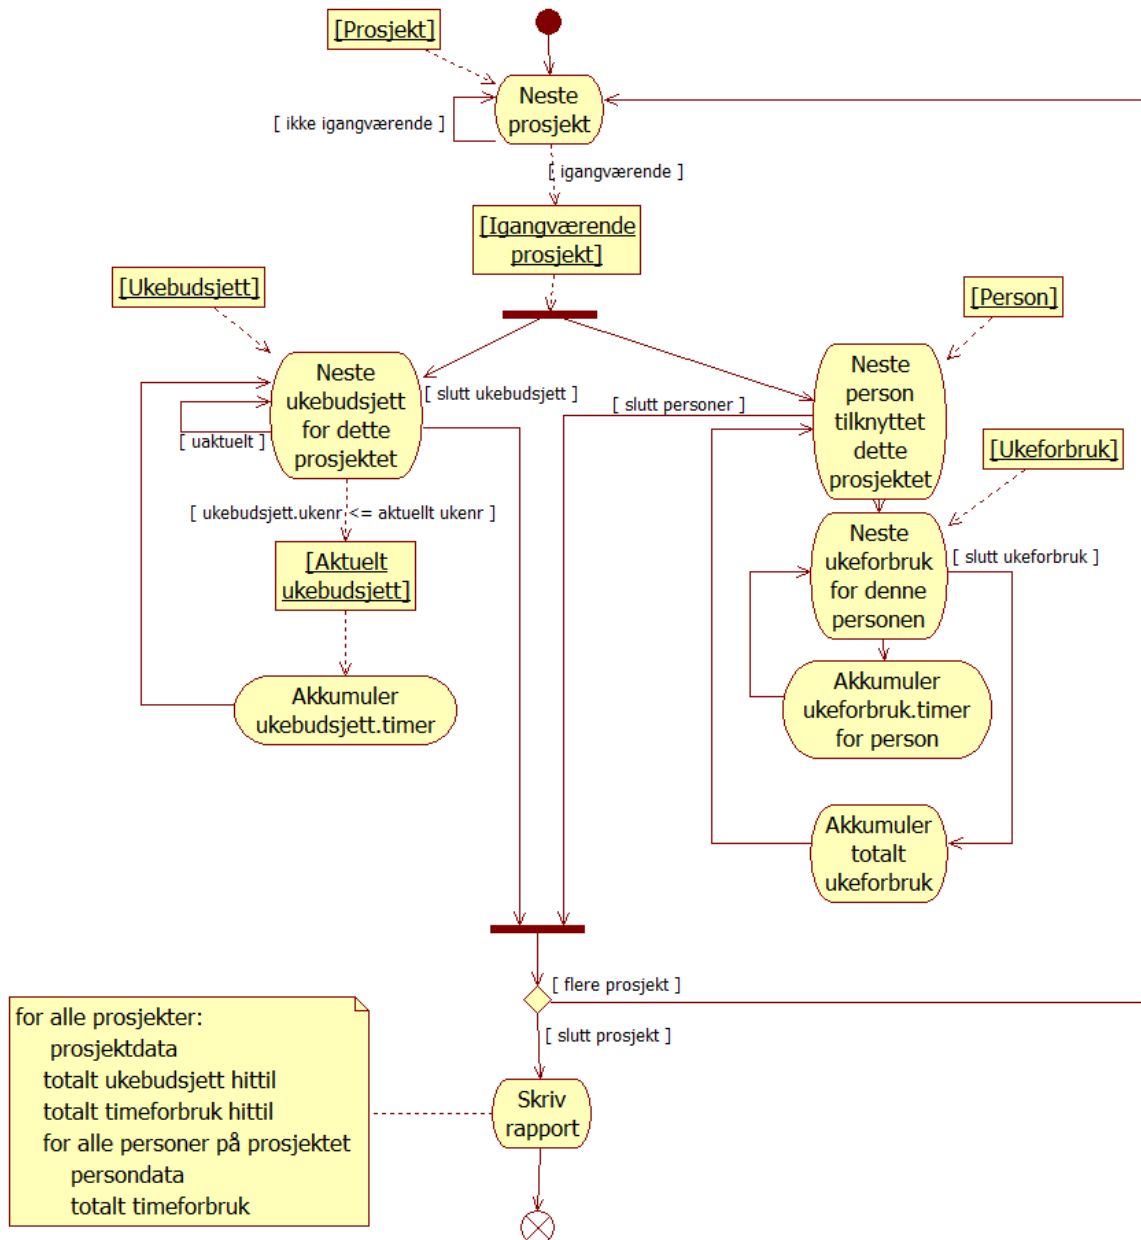 [Prosjekt]
Neste
prosjekt
[ ikke igangværende ]
[ igangværende ]
[Igangværende
prosjekt]
[Ukebudsjett]
[Person]
Neste
ukebudsjett
for dette
prosjektet
[ slutt ukebudsjett ]
[ uaktuelt ]
[ slutt personer ]
Neste
person
tilknyttet
dette
prosjektet
[Ukeforbruk]
[ ukebudsjett.ukenr <= aktuellt ukenr ]
[Aktuelt
ukebudsjett]
Neste
ukeforbruk
for denne
personen
[ slutt ukeforbruk ]
Akkumuler
ukebudsjett.timer
Akkumuler
ukeforbruk.timer
for person
Akkumuler
totalt
ukeforbruk
[ flere prosjekt ]
[ slutt prosjekt ]
for alle prosjekter:
prosjektdata
totalt ukebudsjett hittil
totalt timeforbruk hittil
for alle personer på prosjektet
persondata
totalt timeforbruk
Skriv
rapport